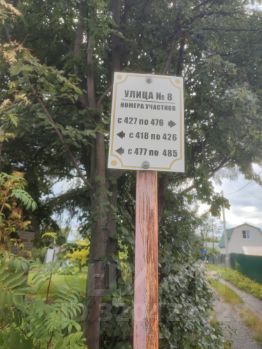 УЛИЦА № 8
НОМЕРА УЧАСТКОВ
с 427 по 476 →
← с 418 по 426
← с 477 по 485